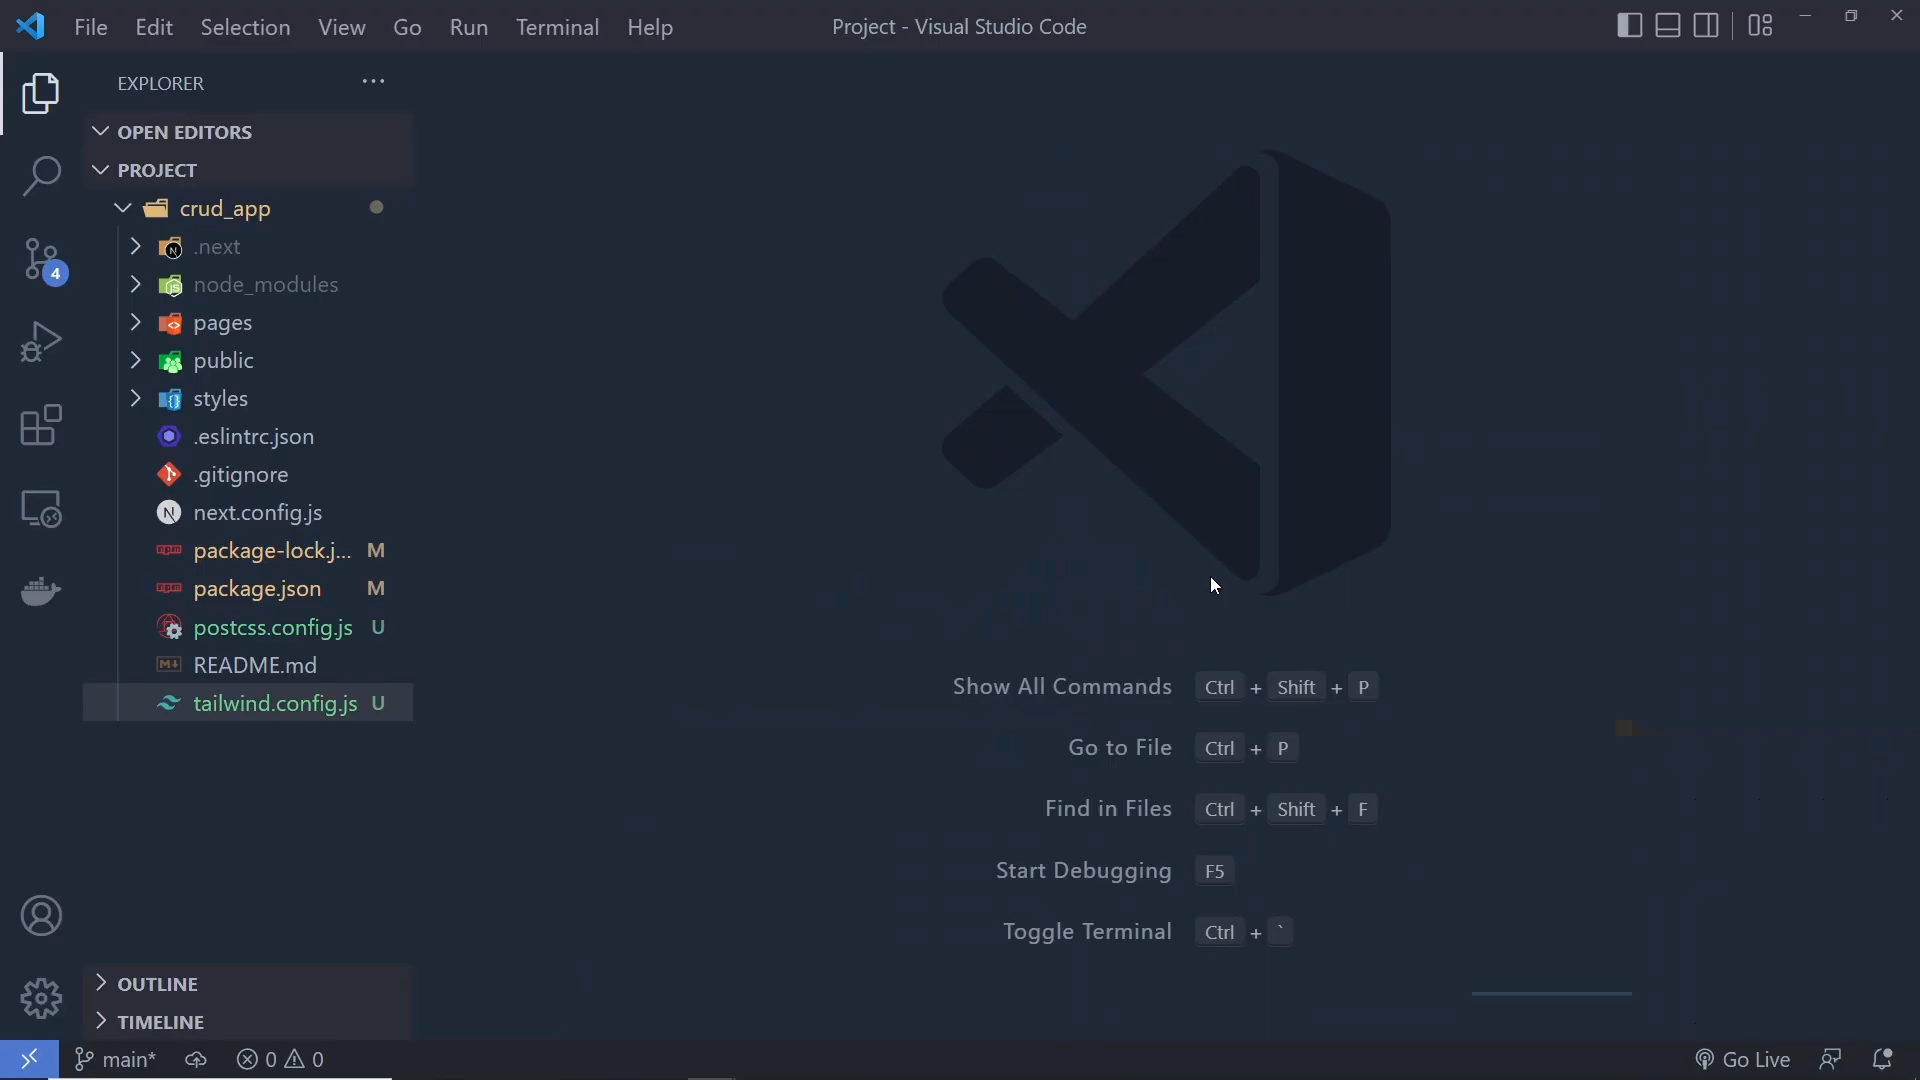 File Edit Selection View Go Run Terminal Help
Project - Visual Studio Code
EXPLORER
OPEN EDITORS
PROJECT
crud_app
.next
node_modules
pages
public
styles
.eslintrc.json
.gitignore
next.config.js
package-lock.j... M
package.json M
postcss.config.js U
README.md
tailwind.config.js U
4
Show All Commands Ctrl + Shift + P
Go to File Ctrl + P
Find in Files Ctrl + Shift + F
Start Debugging F5
Toggle Terminal Ctrl + `
OUTLINE
TIMELINE
main* 0 0 Go Live